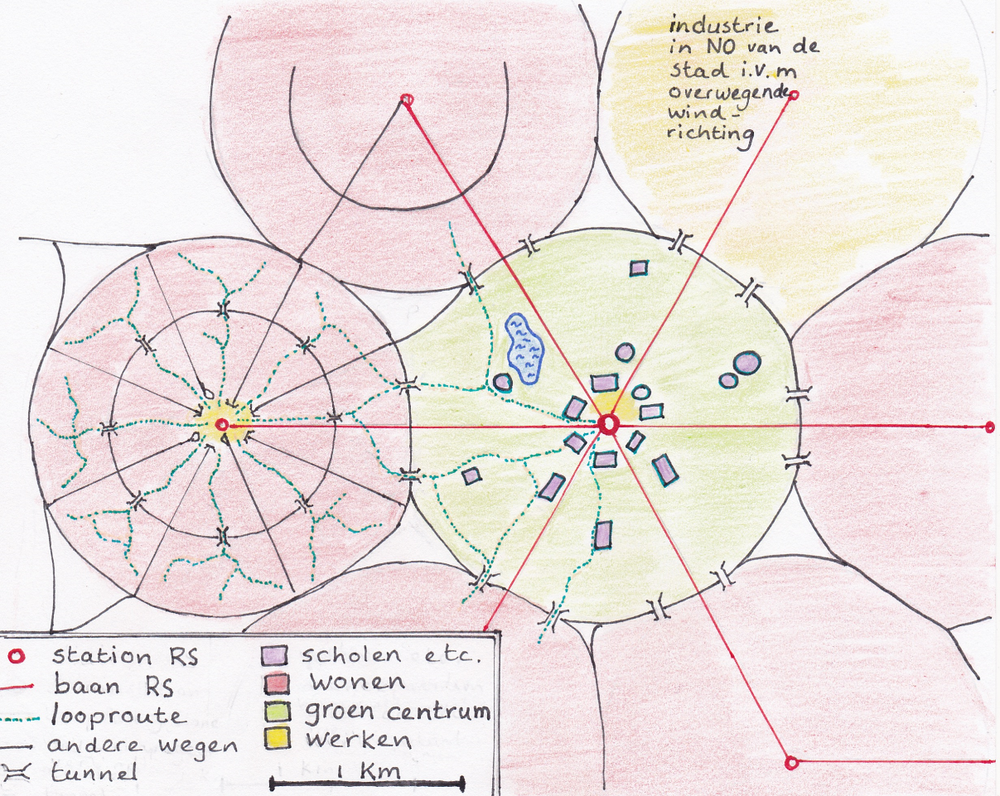 industrie
in NO van de
stad i.v.m
overwegende
wind-
richting
station RS
baan RS
looproute
andere wegen
tunnel
scholen etc.
wonen
groen centrum
werken
1 Km